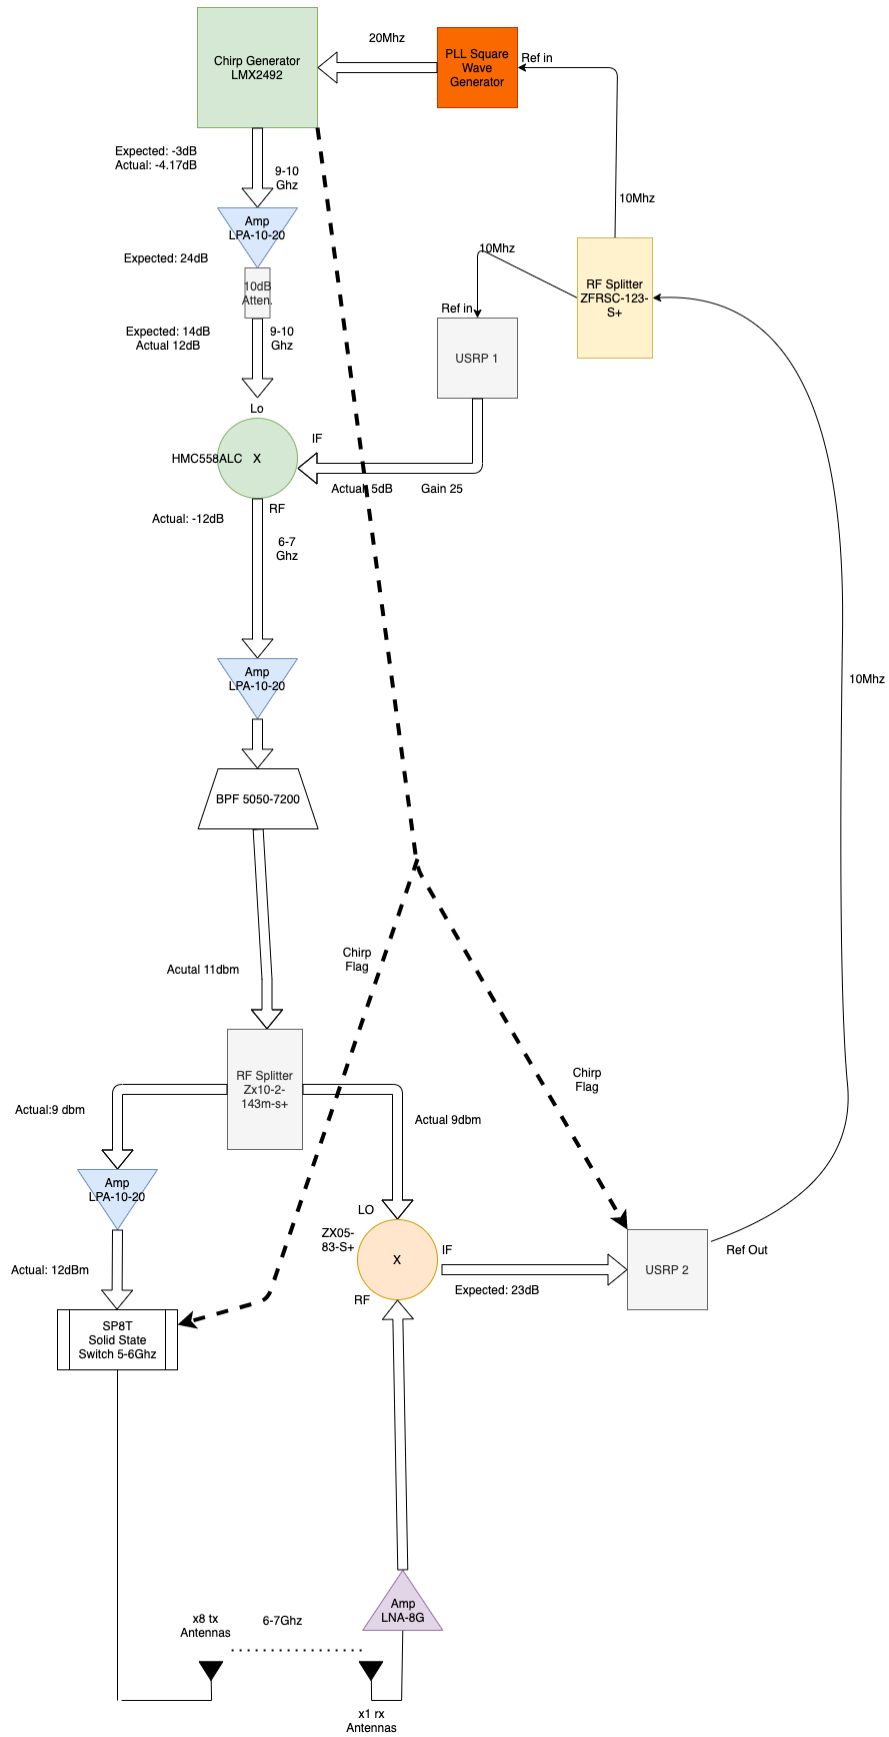 20Mhz
Chirp Generator
LMX2492
PLL Square
Wave
Generator
Ref in
Expected: -3dB
Actual: -4.17dB
9-10
Ghz
10Mhz
Amp
LPA-10-20
Expected: 24dB
10Mhz
10dB
Atten.
RF Splitter
ZFRSC-123-
S+
Ref in
Expected: 14dB
Actual 12dB
9-10
Ghz
USRP 1
Lo
IF
HMC558ALC
X
Actual: 5dB
Gain 25
RF
Actual: -12dB
6-7
Ghz
Amp
LPA-10-20
10Mhz
BPF 5050-7200
Chirp
Flag
Acutal 11dbm
RF Splitter
Zx10-2-
143m-s+
Chirp
Flag
Actual:9 dbm
Actual 9dbm
Amp
LPA-10-20
LO
ZX05-
83-S+
X
IF
Ref Out
Actual: 12dBm
USRP 2
Expected: 23dB
RF
SP8T
Solid State
Switch 5-6Ghz
Amp
LNA-8G
x8 tx
Antennas
6-7Ghz
x1 rx
Antennas